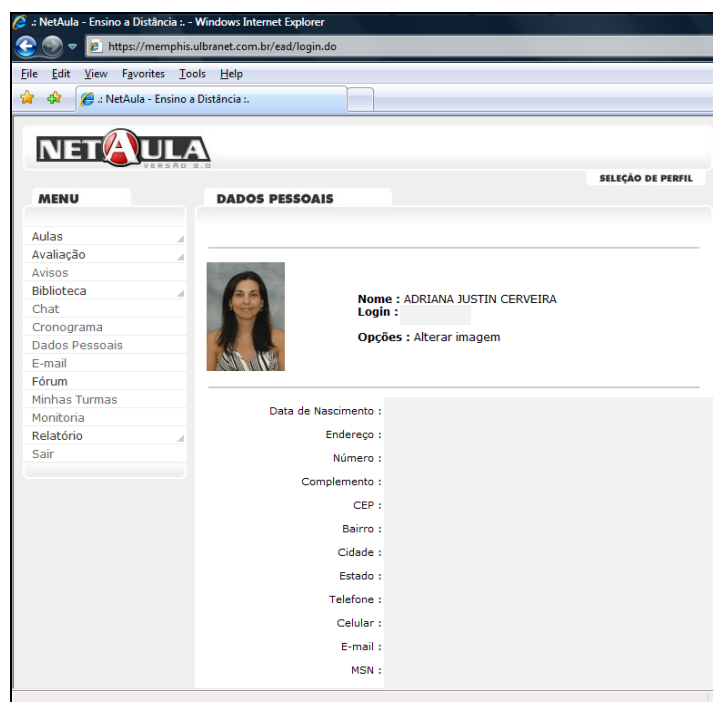 .: NetAula - Ensino a Distância :. - Windows Internet Explorer
https://memphis.ulbranet.com.br/ead/login.do
File Edit View Favorites Tools Help
.: NetAula - Ensino a Distância :.
NETAULA
VERSÃO 3.0
SELEÇÃO DE PERFIL
MENU
DADOS PESSOAIS
Aulas
Avaliação
Avisos
Biblioteca
Chat
Cronograma
Dados Pessoais
E-mail
Fórum
Minhas Turmas
Monitoria
Relatório
Sair
Nome : ADRIANA JUSTIN CERVEIRA
Login :
Opções : Alterar imagem
Data de Nascimento :
Endereço :
Número :
Complemento :
CEP :
Bairro :
Cidade :
Estado :
Telefone :
Celular :
E-mail :
MSN :